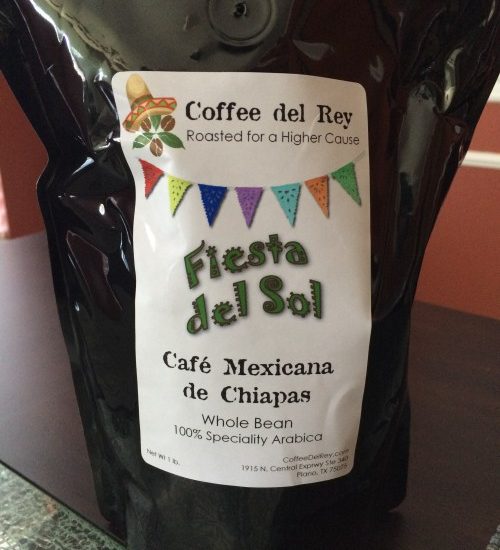 Coffee del Rey
Roasted for a Higher Cause
Fiesta
del Sol
Café Mexicana
de Chiapas
Whole Bean
100% Speciality Arabica
Net Wt 1 lb.
CoffeeDelRey.com
1915 N. Central Exprwy Ste 340
Plano, TX 75075